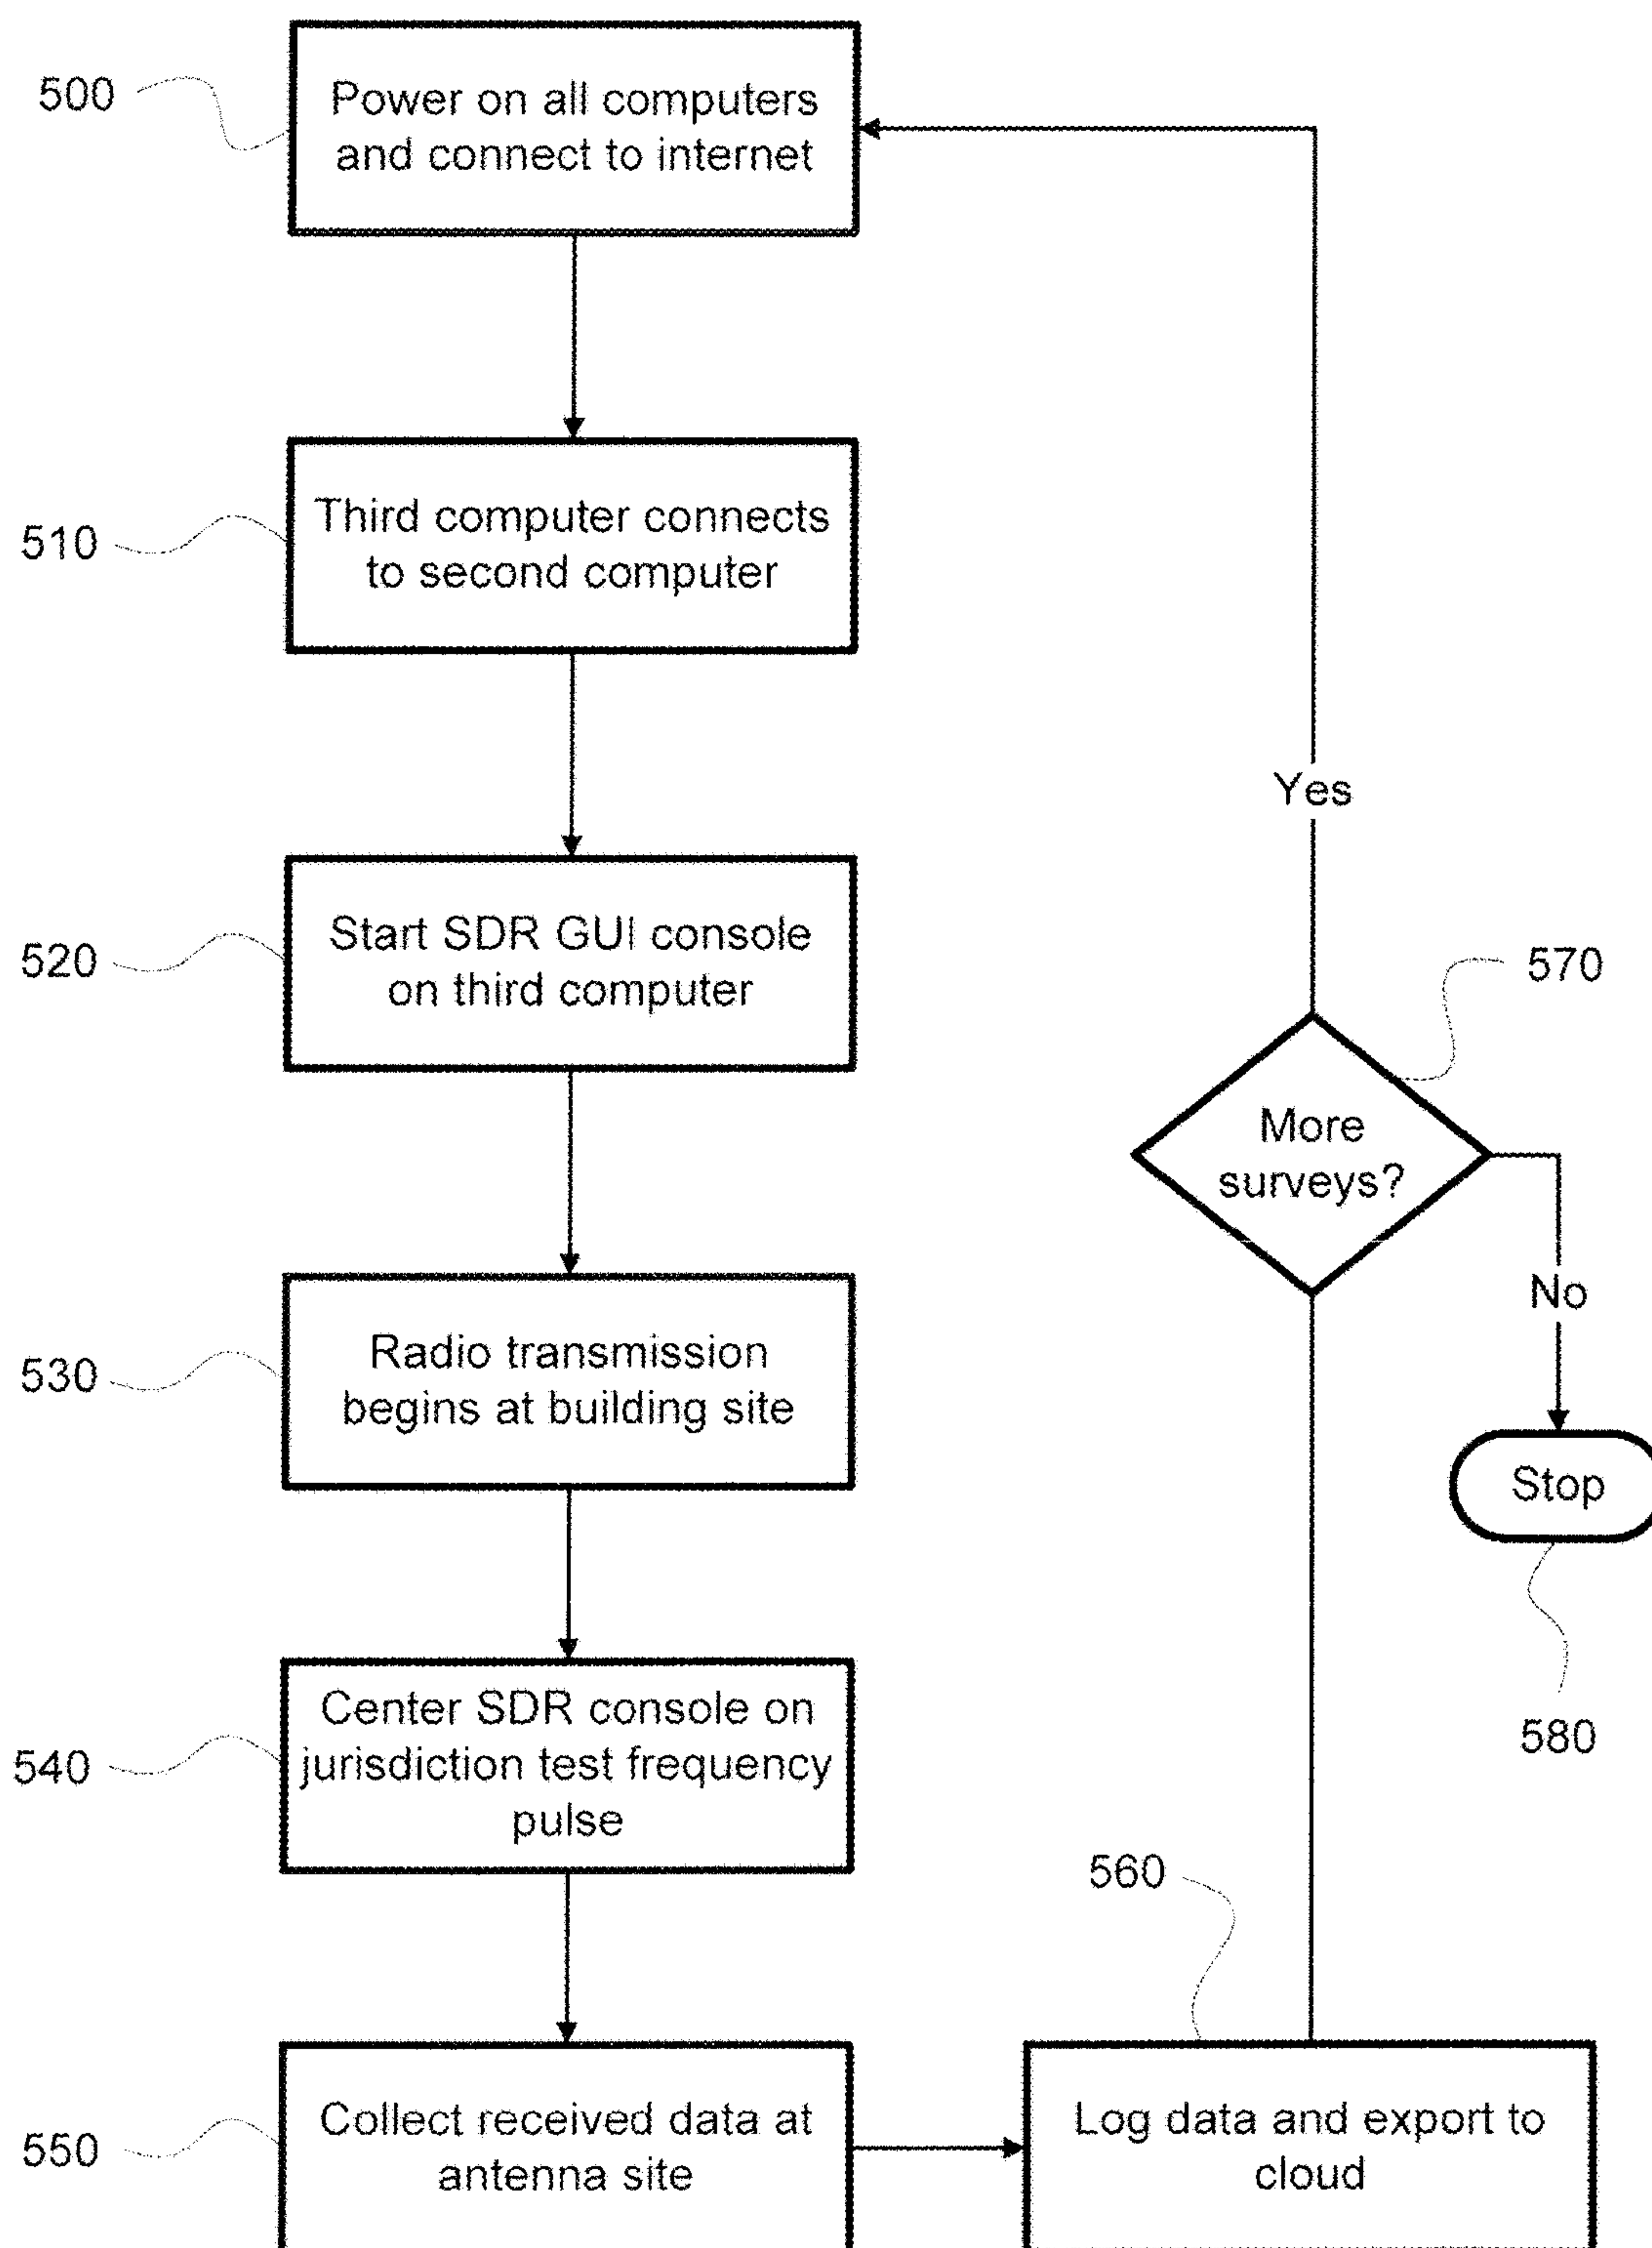 500
Power on all computers
and connect to internet
510
Third computer connects
to second computer
520
Start SDR GUI console
on third computer
530
Radio transmission
begins at building site
540
Center SDR console on
jurisdiction test frequency
pulse
550
Collect received data at
antenna site
560
Log data and export to
cloud
570
More
surveys?
Yes
No
Stop
580